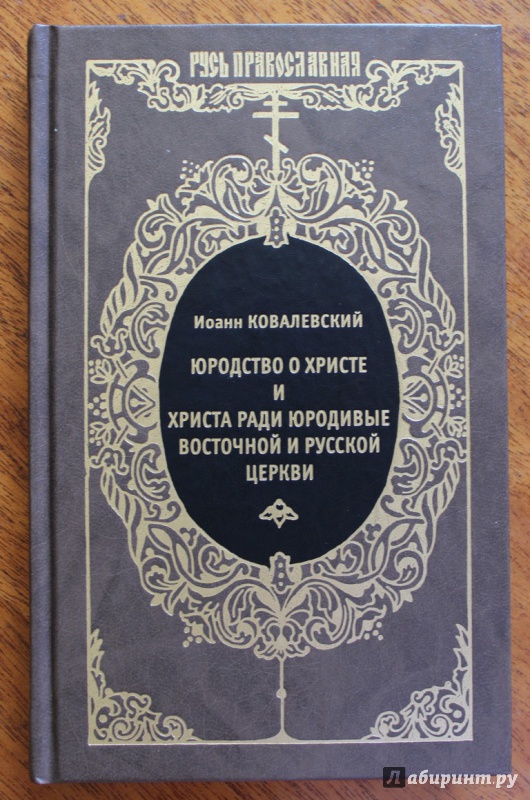 РУСЬ ПРАВОСЛАВНАЯ
Иоанн КОВАЛЕВСКИЙ
ЮРОДСТВО О ХРИСТЕ
И
ХРИСТА РАДИ ЮРОДИВЫЕ
ВОСТОЧНОЙ И РУССКОЙ
ЦЕРКВИ
Лабиринт.ру